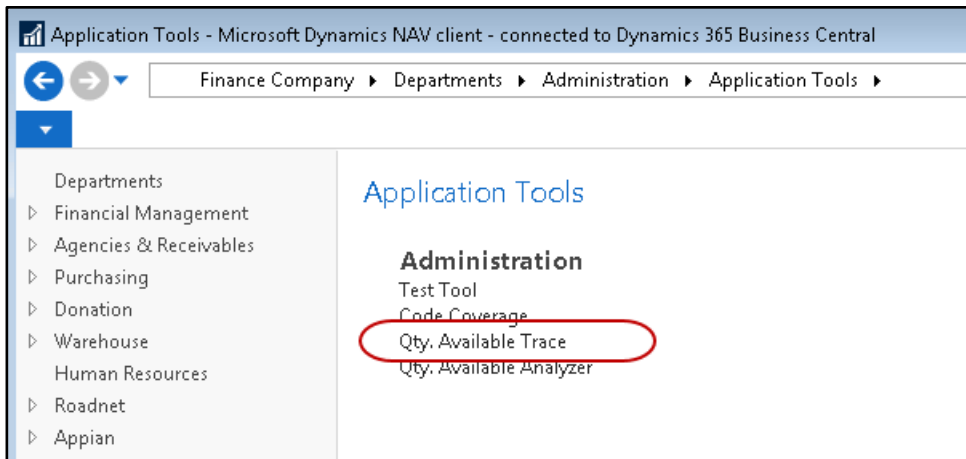 Application Tools - Microsoft Dynamics NAV client - connected to Dynamics 365 Business Central
Finance Company ▸ Departments ▸ Administration ▸ Application Tools ▸
Departments
Financial Management
Agencies & Receivables
Purchasing
Donation
Warehouse
Human Resources
Roadnet
Appian
Application Tools
Administration
Test Tool
Code Coverage
Qty. Available Trace
Qty. Available Analyzer